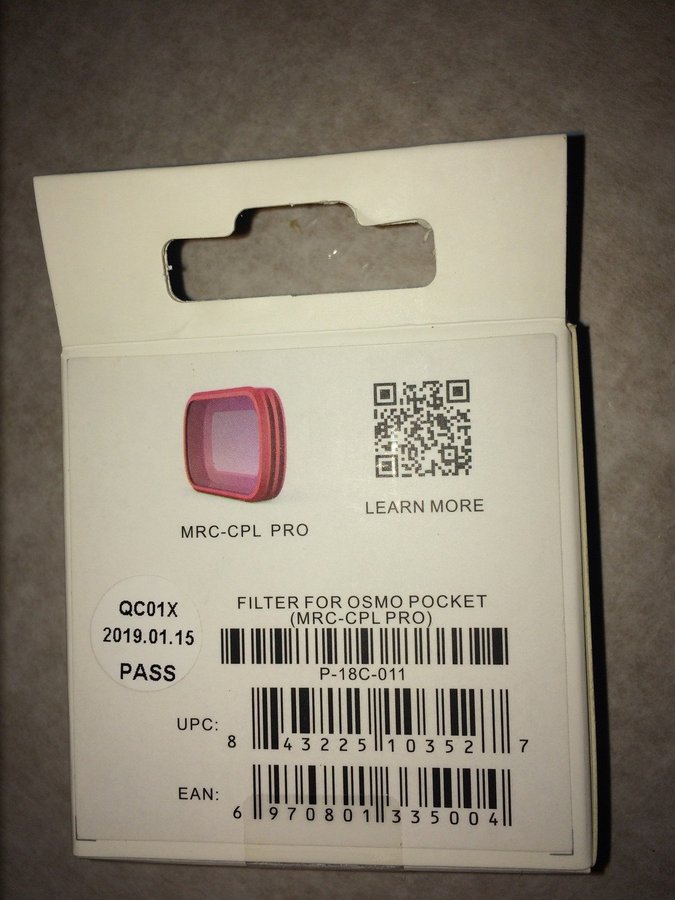 MRC-CPL PRO
LEARN MORE
QC01X
2019.01.15
PASS
FILTER FOR OSMO POCKET
(MRC-CPL PRO)
P-18C-011
UPC:
8 43225 10352 7
EAN:
6 970801 335004